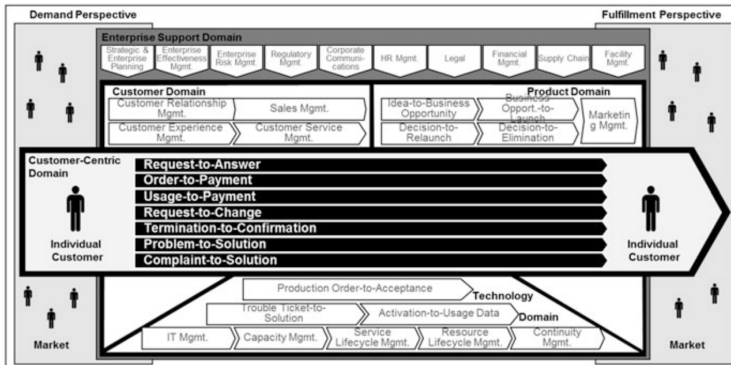 Demand Perspective
Fulfillment Perspective
Enterprise Support Domain
Strategic &
Enterprise
Planning
Enterprise
Effectiveness
Mgmt.
Enterprise
Risk Mgmt.
Regulatory
Mgmt.
Corporate
Communi-
cations
HR Mgmt.
Legal
Financial
Mgmt.
Supply Chain
Facility
Mgmt.
Customer Domain
Customer Relationship
Mgmt.
Sales Mgmt.
Customer Experience
Mgmt.
Customer Service
Mgmt.
Product Domain
Idea-to-Business
Opportunity
Business
Opport.-to-
Launch
Decision-to-
Relaunch
Decision-to-
Elimination
Marketin
g Mgmt.
Customer-Centric
Domain
Individual
Customer
Request-to-Answer
Order-to-Payment
Usage-to-Payment
Request-to-Change
Termination-to-Confirmation
Problem-to-Solution
Complaint-to-Solution
Individual
Customer
Production Order-to-Acceptance
Technology
Domain
Trouble Ticket-to-
Solution
Activation-to-Usage Data
IT Mgmt.
Capacity Mgmt.
Service
Lifecycle Mgmt.
Resource
Lifecycle Mgmt.
Continuity
Mgmt.
Market
Market